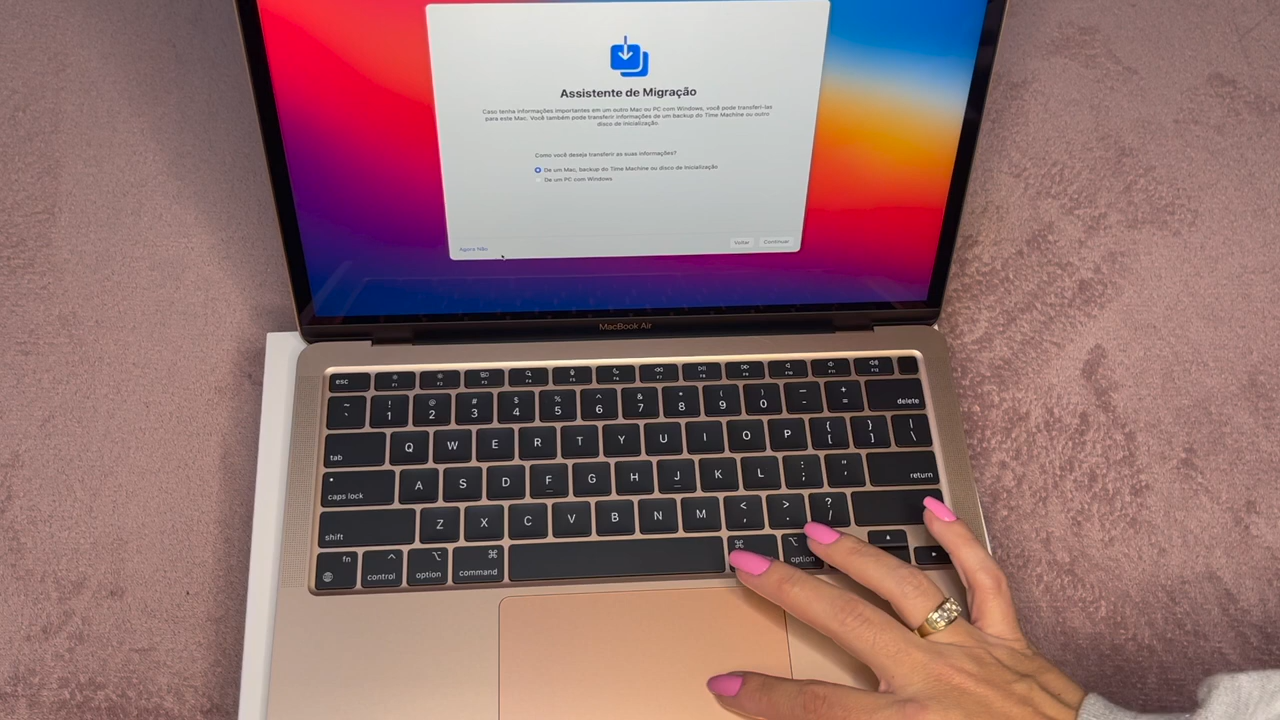 Assistente de Migração
Caso tenha informações importantes em um outro Mac ou PC com Windows, você pode transferi-las
para este Mac. Você também pode transferir informações de um backup do Time Machine ou outro
disco de inicialização.
Como você deseja transferir as suas informações?
De um Mac, backup do Time Machine ou disco de inicialização
De um PC com Windows
Agora Não
Voltar
Continuar
MacBook Air
esc F1 F2 F3 F4 F5 F6 F7 F8 F9 F10 F11 F12
~ ! @ # $ % ^ & * ( ) — +
` 1 2 3 4 5 6 7 8 9 0 - = delete
tab Q W E R T Y U I O P { [ } ] | \
caps lock A S D F G H J K L : ; " ' return
shift Z X C V B N M < , > . ? /
fn control ^ option ⌥ command ⌘ ⌘ ⌥ option